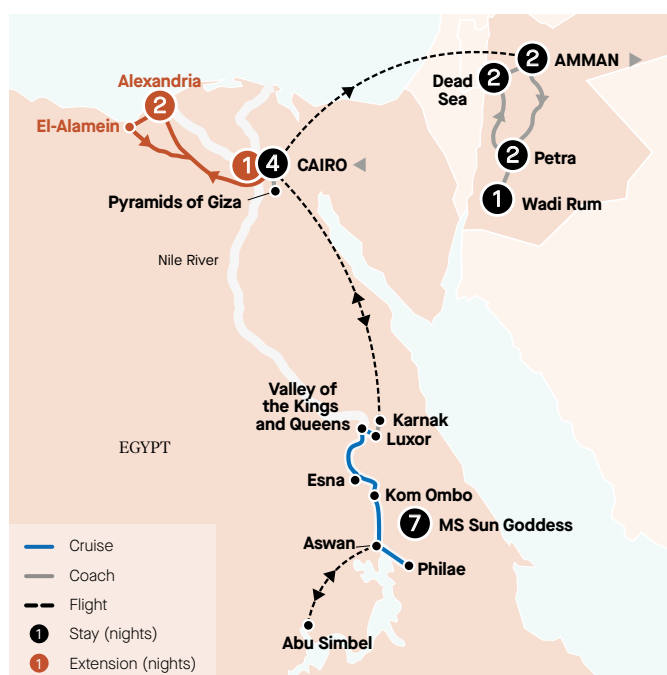 Alexandria
2
El-Alamein
1
4
CAIRO
Pyramids of Giza
Nile River
2
AMMAN
Dead
Sea
2
2
Petra
1
Wadi Rum
Valley of
the Kings
and Queens
Karnak
Luxor
EGYPT
Esna
Kom Ombo
7
MS Sun Goddess
Aswan
Philae
Abu Simbel
Cruise
Coach
Flight
1
Stay (nights)
1
Extension (nights)